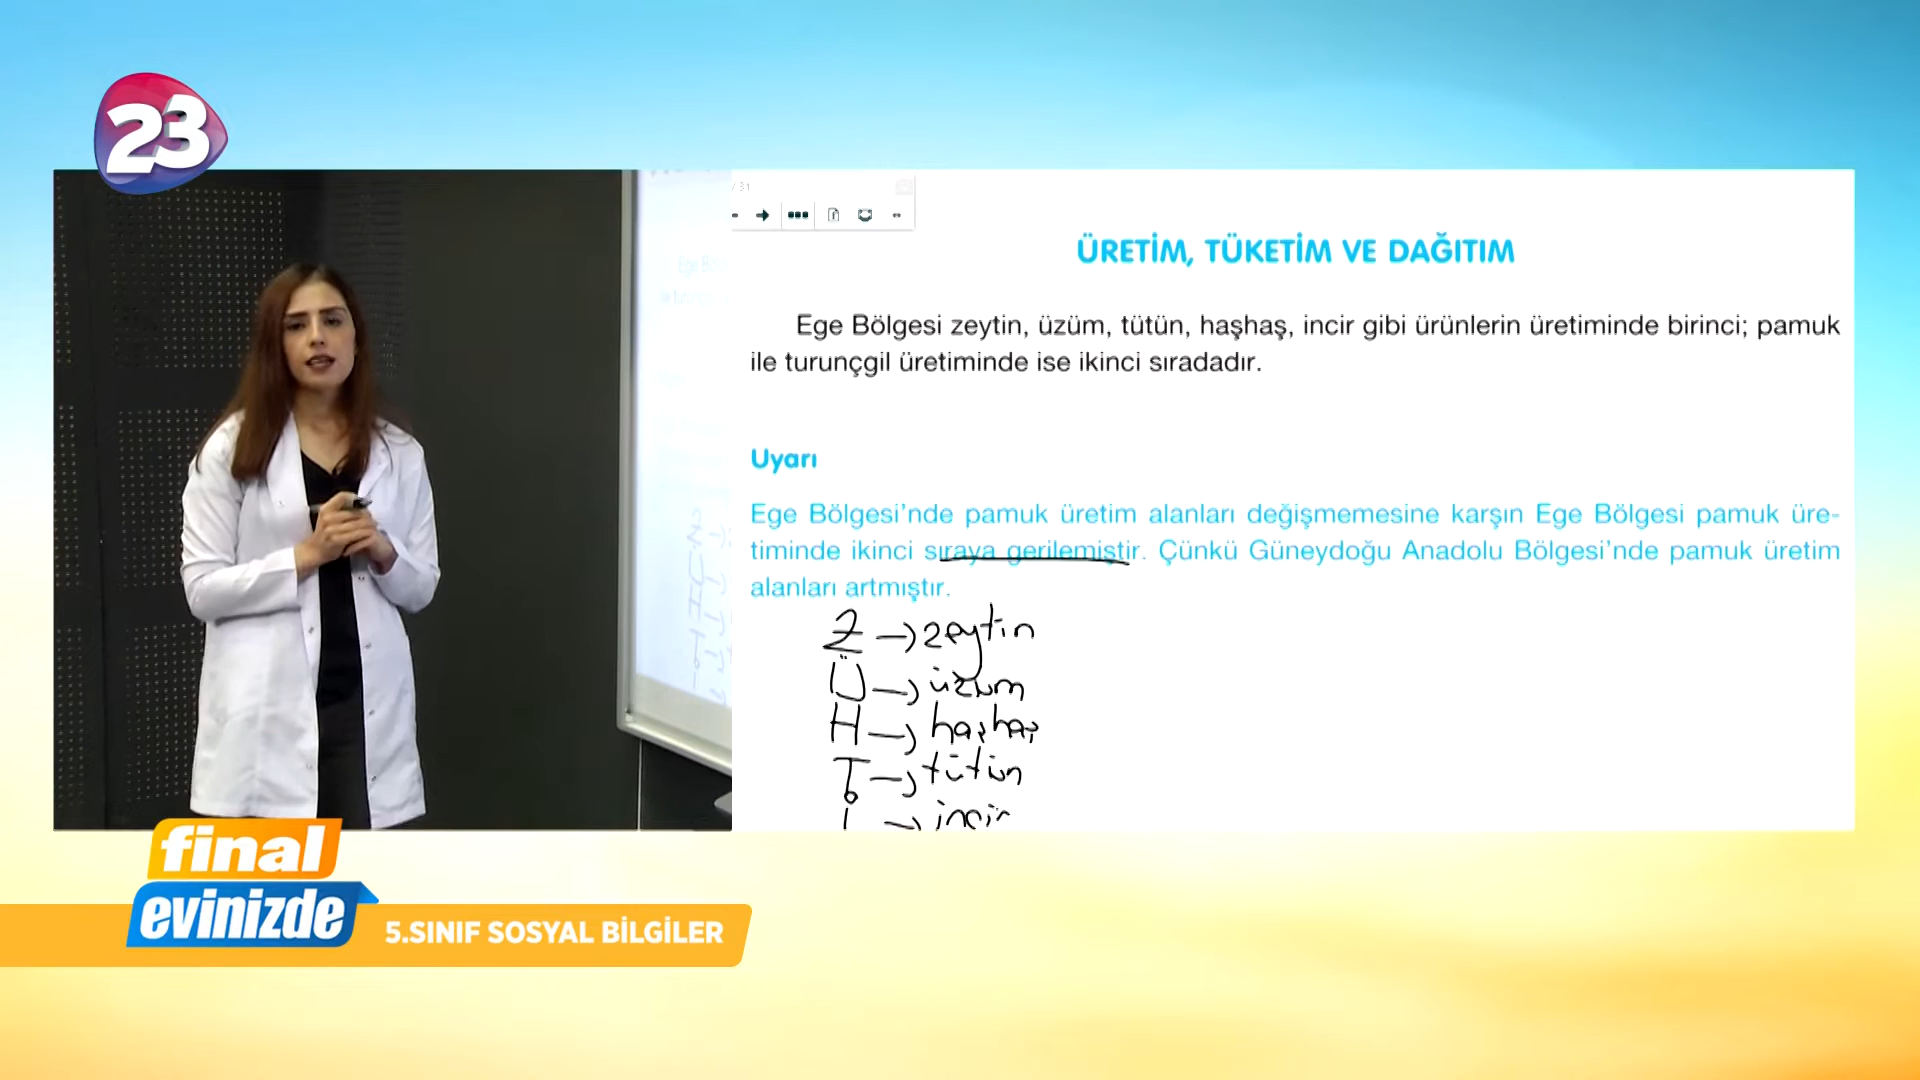 23
/ 31
ÜRETİM, TÜKETİM VE DAĞITIM
Ege Bölgesi zeytin, üzüm, tütün, haşhaş, incir gibi ürünlerin üretiminde birinci; pamuk
ile turunçgil üretiminde ise ikinci sıradadır.
Uyarı
Ege Bölgesi'nde pamuk üretim alanları değişmemesine karşın Ege Bölgesi pamuk üre-
timinde ikinci sıraya gerilemiştir. Çünkü Güneydoğu Anadolu Bölgesi'nde pamuk üretim
alanları artmıştır.
Z → zeytin
Ü → üzüm
H → haşhaş
T → tütün
İ → incir
final
evinizde
5.SINIF SOSYAL BİLGİLER